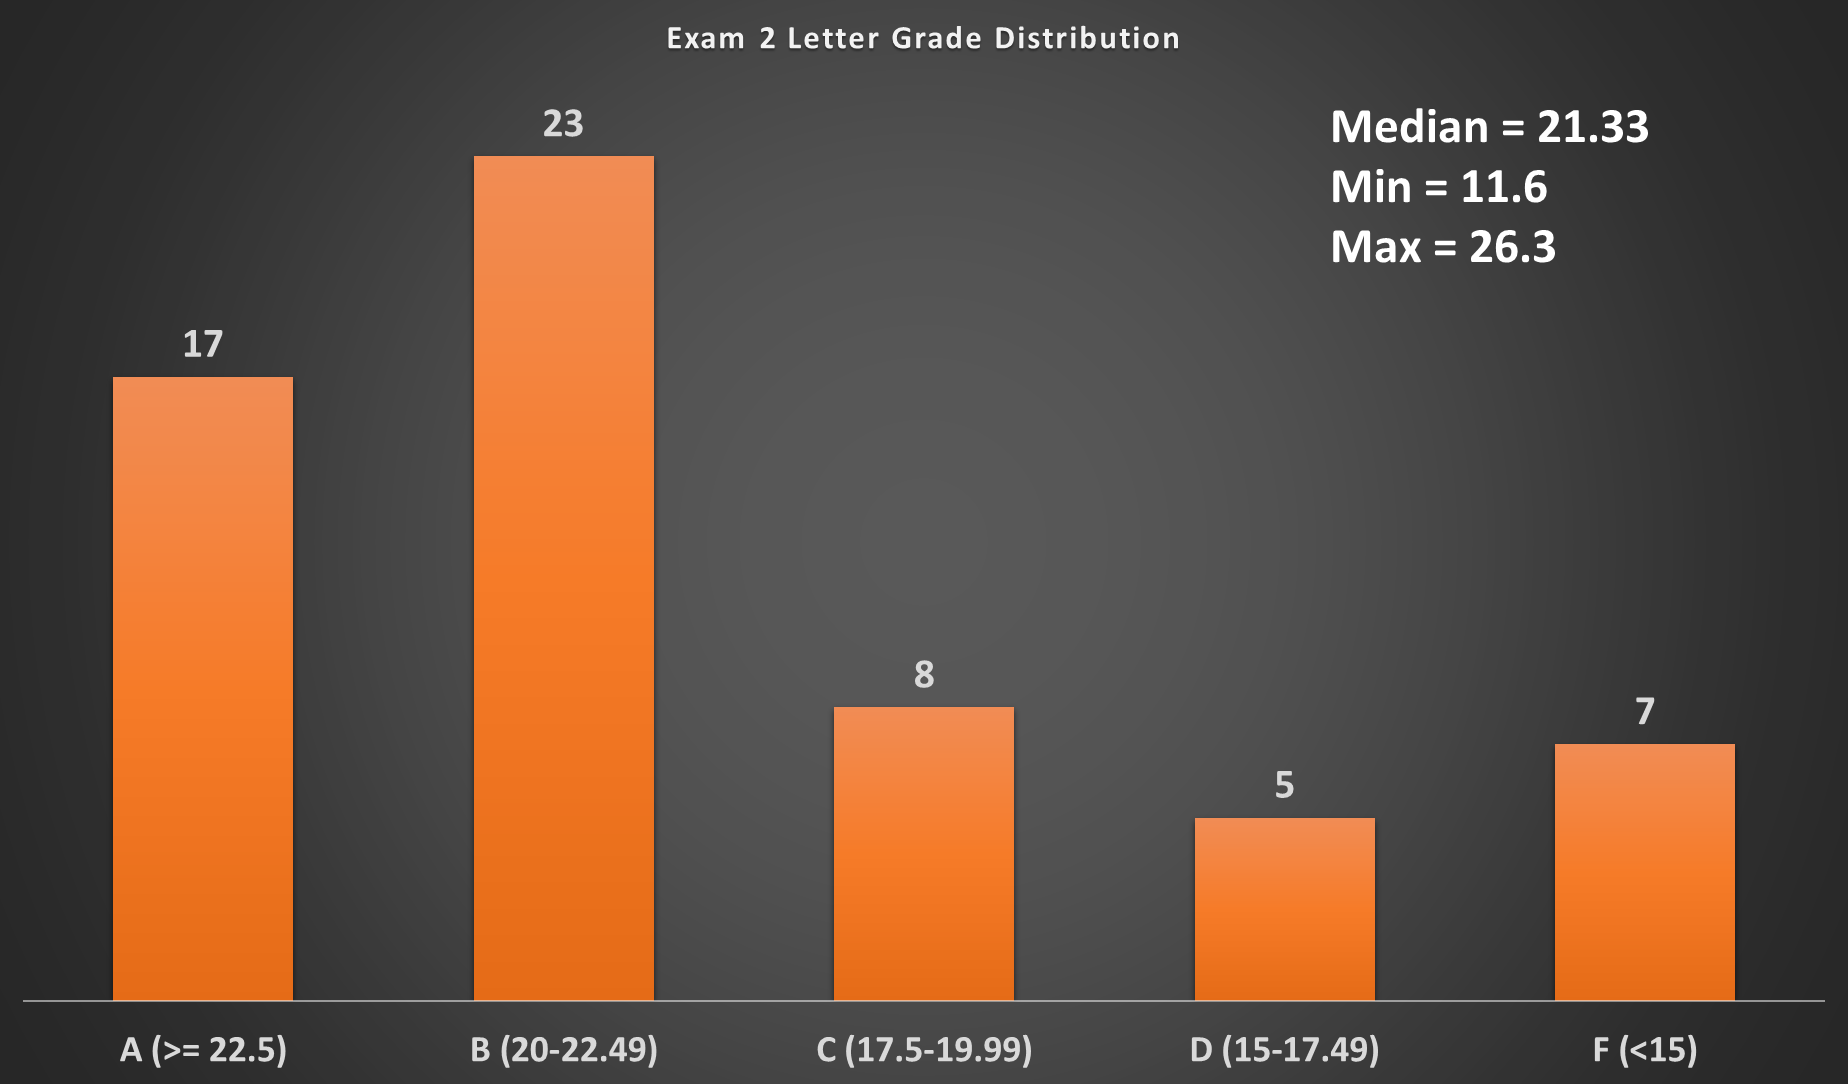 Exam 2 Letter Grade Distribution
Median = 21.33
Min = 11.6
Max = 26.3
23
17
8
5
7
A (>= 22.5)
B (20-22.49)
C (17.5-19.99)
D (15-17.49)
F (<15)